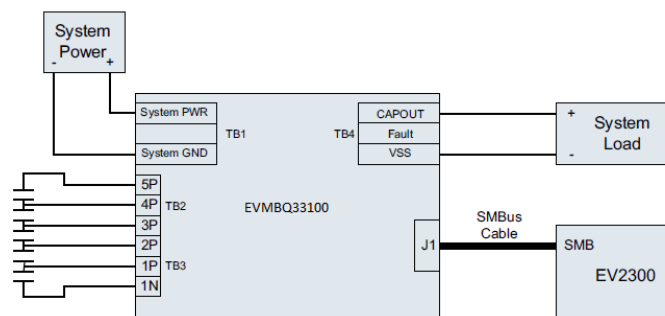 System
Power
- +
System PWR
System GND
TB1
CAPOUT
Fault
VSS
TB4
+
-
System
Load
5P
4P
3P
2P
1P
1N
TB2
TB3
EVMBQ33100
J1
SMBus
Cable
SMB
EV2300